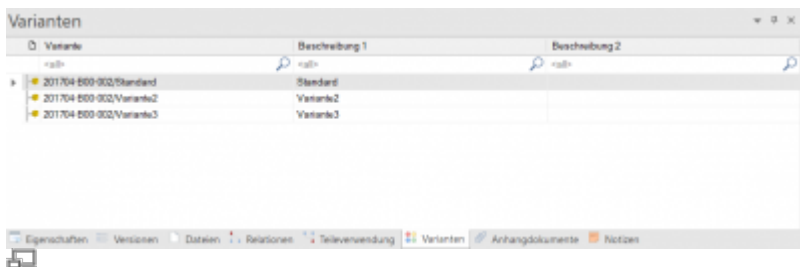 Varianten
Variante Beschreibung 1 Beschreibung 2
<all> <all> <all>
201704-B00-002/Standard Standard
201704-B00-002/Variante2 Variante2
201704-B00-002/Variante3 Variante3
Eigenschaften Versionen Dateien Relationen Teileverwendung Varianten Anhangdokumente Notizen